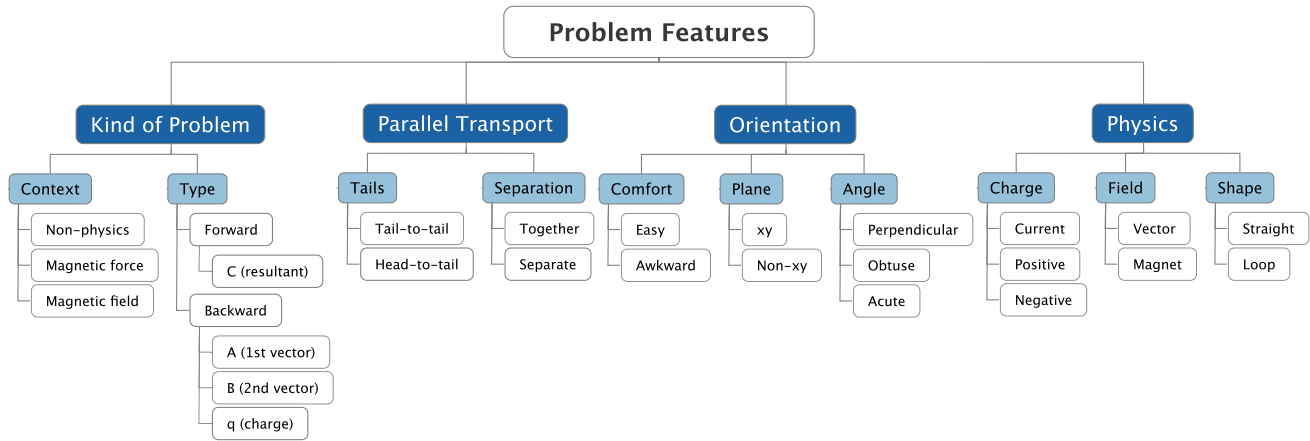 Problem Features
Kind of Problem
Context
Non-physics
Magnetic force
Magnetic field
Type
Forward
C (resultant)
Backward
A (1st vector)
B (2nd vector)
q (charge)
Parallel Transport
Tails
Tail-to-tail
Head-to-tail
Separation
Together
Separate
Orientation
Comfort
Easy
Awkward
Plane
xy
Non-xy
Angle
Perpendicular
Obtuse
Acute
Physics
Charge
Current
Positive
Negative
Field
Vector
Magnet
Shape
Straight
Loop